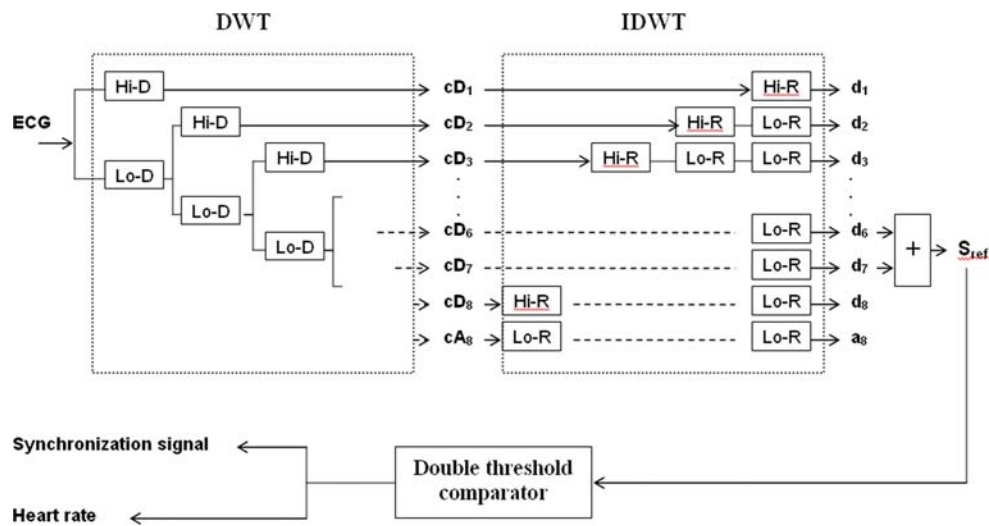 DWT
IDWT
Hi-D
cD₁
Hi-R
d₁
ECG
Hi-D
cD₂
Hi-R
Lo-R
d₂
Lo-D
Hi-D
cD₃
Hi-R
Lo-R
Lo-R
d₃
Lo-D
Lo-D
cD₆
Lo-R
d₆
+
Sref
cD₇
Lo-R
d₇
cD₈
Hi-R
Lo-R
d₈
cA₈
Lo-R
Lo-R
a₈
Synchronization signal
Double threshold
comparator
Heart rate